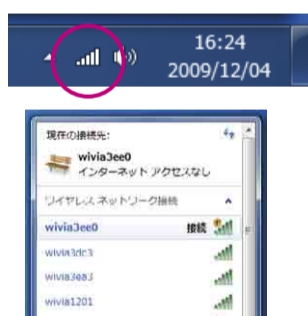 16:24
2009/12/04
現在の接続先:
wivia3ee0
インターネット アクセスなし
ワイヤレス ネットワーク接続
wivia3ee0 接続
wivia3dc3
wivia3ea3
wivia1201